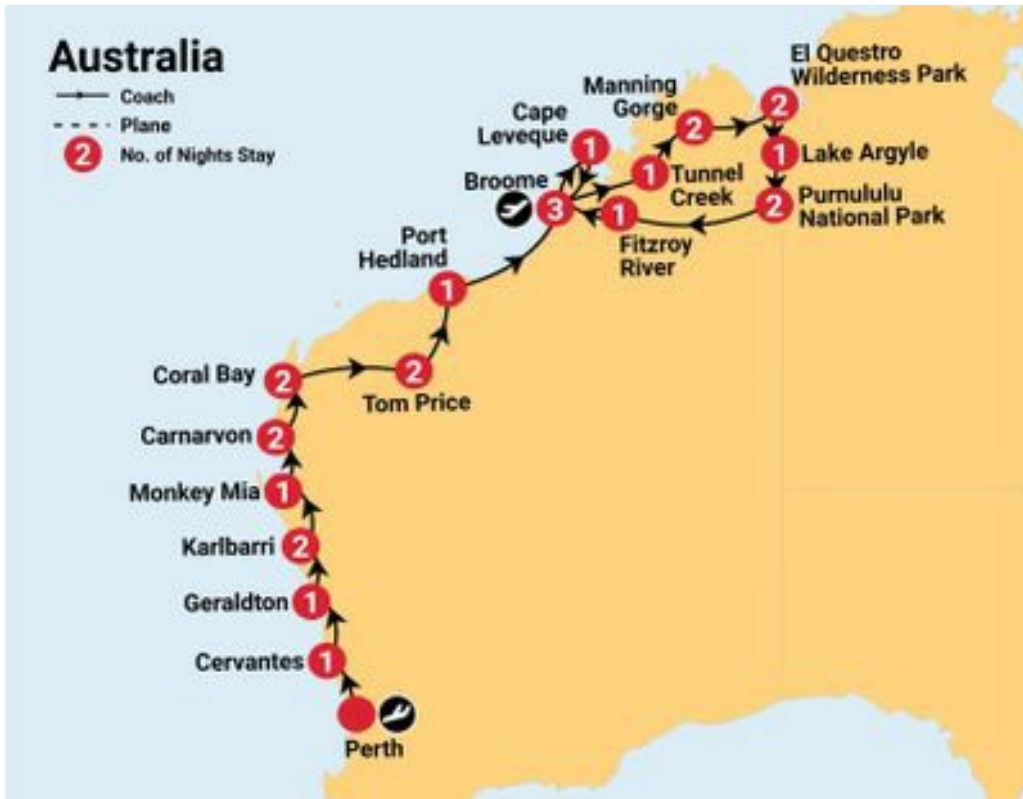 Australia
Coach
Plane
2 No. of Nights Stay
El Questro
Wilderness Park
2
Manning
Gorge
2
Cape
Leveque
1
Lake Argyle
1
Tunnel
Creek
1
Broome
3
Purnululu
National Park
2
Fitzroy
River
1
Port
Hedland
1
Coral Bay
2
Tom Price
2
Carnarvon
2
Monkey Mia
1
Karlbarri
2
Geraldton
1
Cervantes
1
Perth